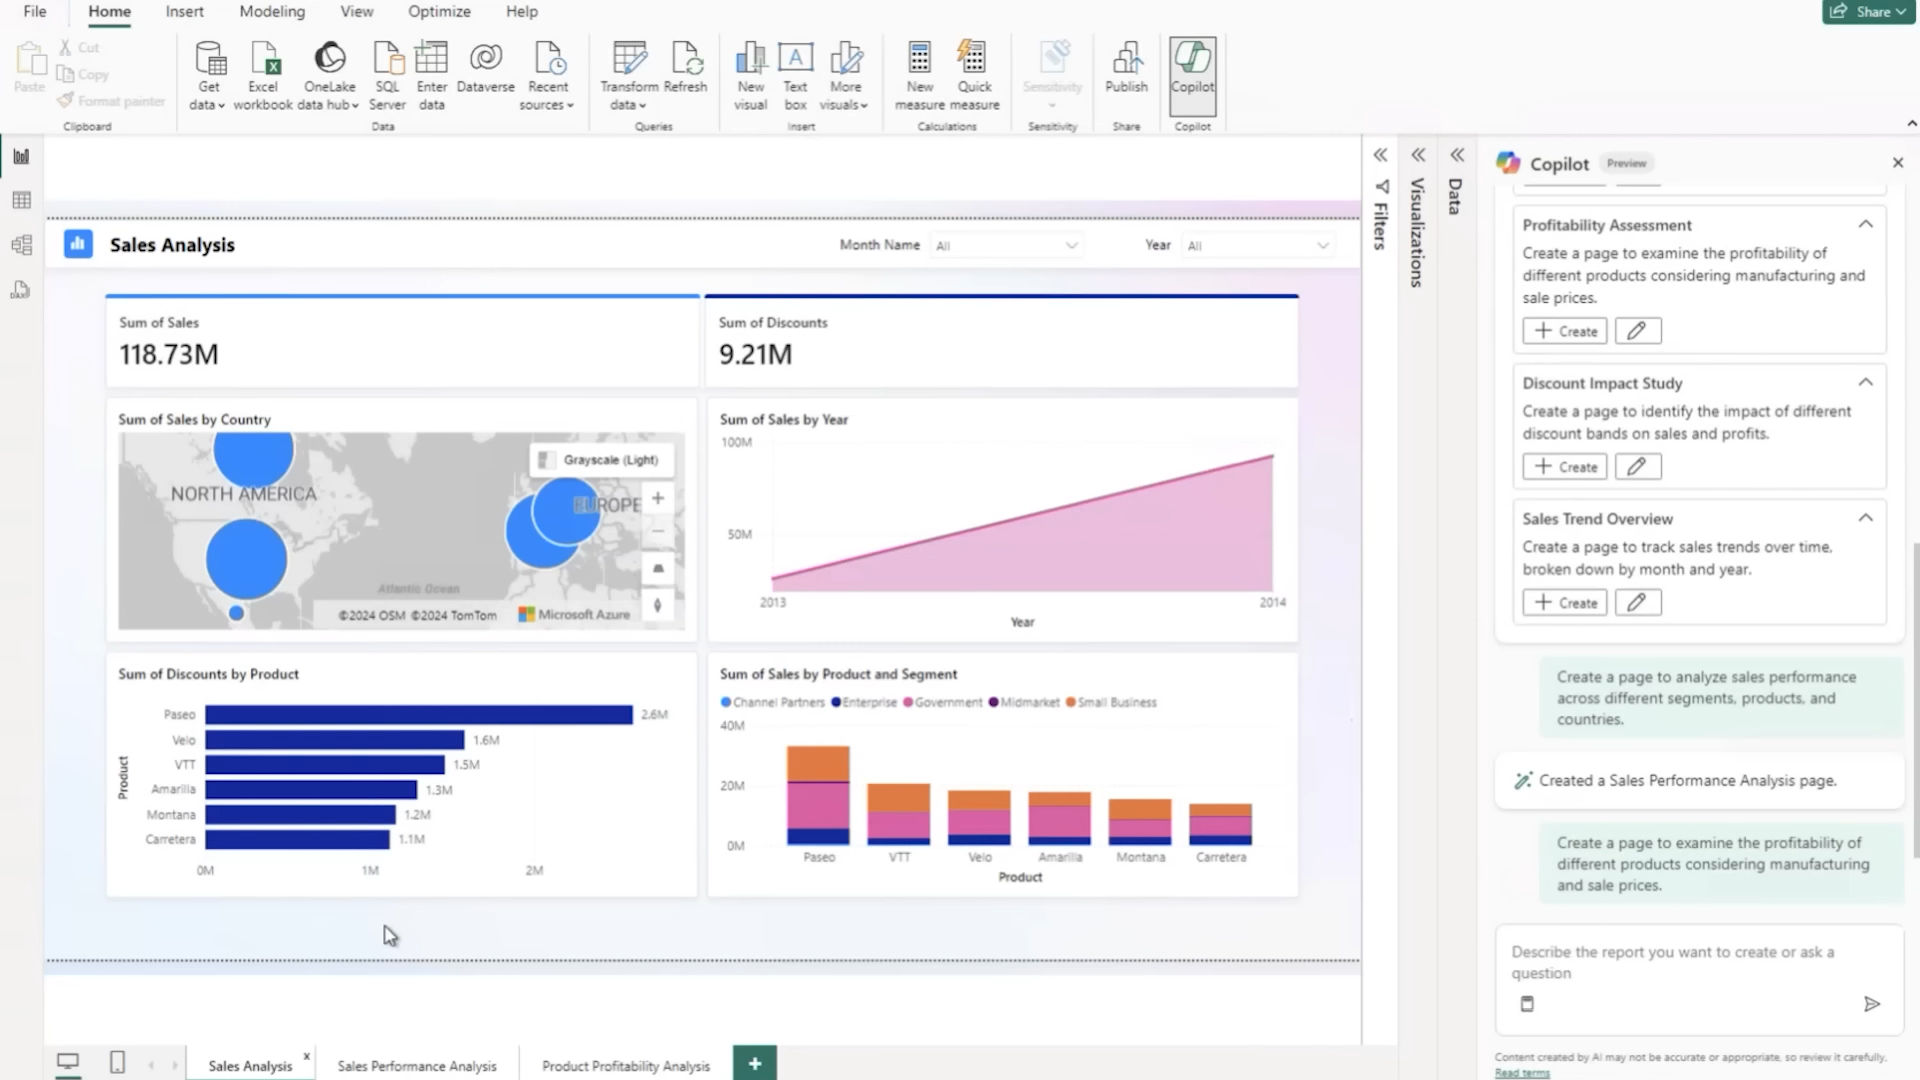 File Home Insert Modeling View Optimize Help Share
Paste
Cut
Copy
Format painter
Clipboard
Get data
Excel workbook
OneLake data hub
SQL Server
Enter data
Dataverse
Recent sources
Data
Transform data
Refresh
Queries
New visual
Text box
More visuals
Insert
New measure
Quick measure
Calculations
Sensitivity
Sensitivity
Publish
Share
Copilot
Copilot
Sales Analysis
Month Name All
Year All
Sum of Sales
118.73M
Sum of Discounts
9.21M
Sum of Sales by Country
Grayscale (Light)
NORTH AMERICA
EUROPE
Atlantic Ocean
©2024 OSM ©2024 TomTom Microsoft Azure
Sum of Sales by Year
100M
50M
2013 2014
Year
Sum of Discounts by Product
Product
Paseo 2.6M
Velo 1.6M
VTT 1.5M
Amarilla 1.3M
Montana 1.2M
Carretera 1.1M
0M 1M 2M
Sum of Sales by Product and Segment
Channel Partners Enterprise Government Midmarket Small Business
40M
20M
0M
Paseo VTT Velo Amarilla Montana Carretera
Product
Filters
Visualizations
Data
Copilot Preview
Profitability Assessment
Create a page to examine the profitability of
different products considering manufacturing and
sale prices.
Create
Discount Impact Study
Create a page to identify the impact of different
discount bands on sales and profits.
Create
Sales Trend Overview
Create a page to track sales trends over time,
broken down by month and year.
Create
Create a page to analyze sales performance
across different segments, products, and
countries.
Created a Sales Performance Analysis page.
Create a page to examine the profitability of
different products considering manufacturing
and sale prices.
Describe the report you want to create or ask a
question
Content created by AI may not be accurate or appropriate, so review it carefully.
Read terms
Sales Analysis Sales Performance Analysis Product Profitability Analysis